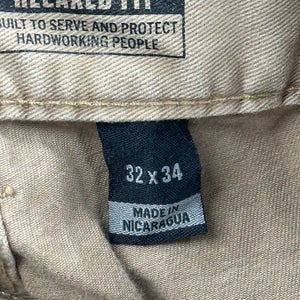 RELAXED FIT
BUILT TO SERVE AND PROTECT
HARDWORKING PEOPLE
32 x 34
MADE IN
NICARAGUA